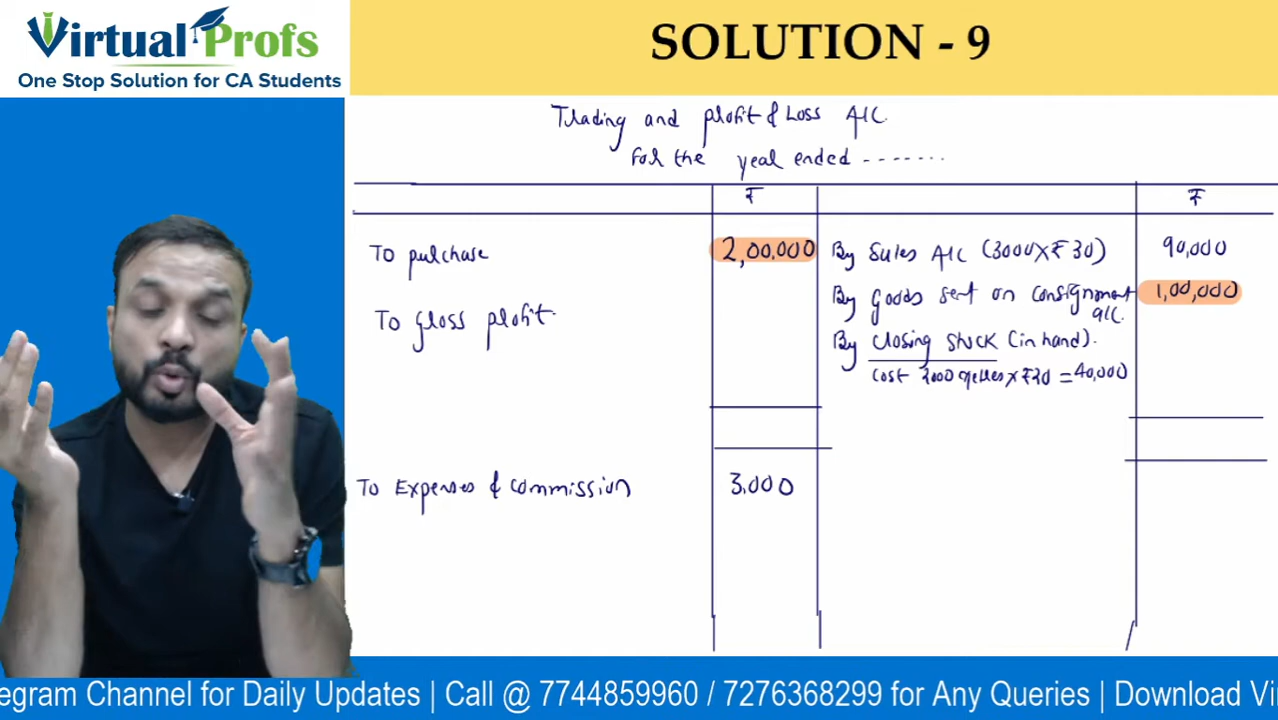 Virtual Profs
One Stop Solution for CA Students
SOLUTION - 9
Trading and profit & Loss A/C.
For the year ended --------
₹ ₹
To purchase 2,00,000 By Sales A/C (3000×₹30) 90,000
By Goods sent on consignment a/c. 1,00,000
To Gross profit
By closing stock (in hand).
cost 2000 ×₹20 = 40,000
To Expenses & commission 3,000
egram Channel for Daily Updates | Call @ 7744859960 / 7276368299 for Any Queries | Download Vi